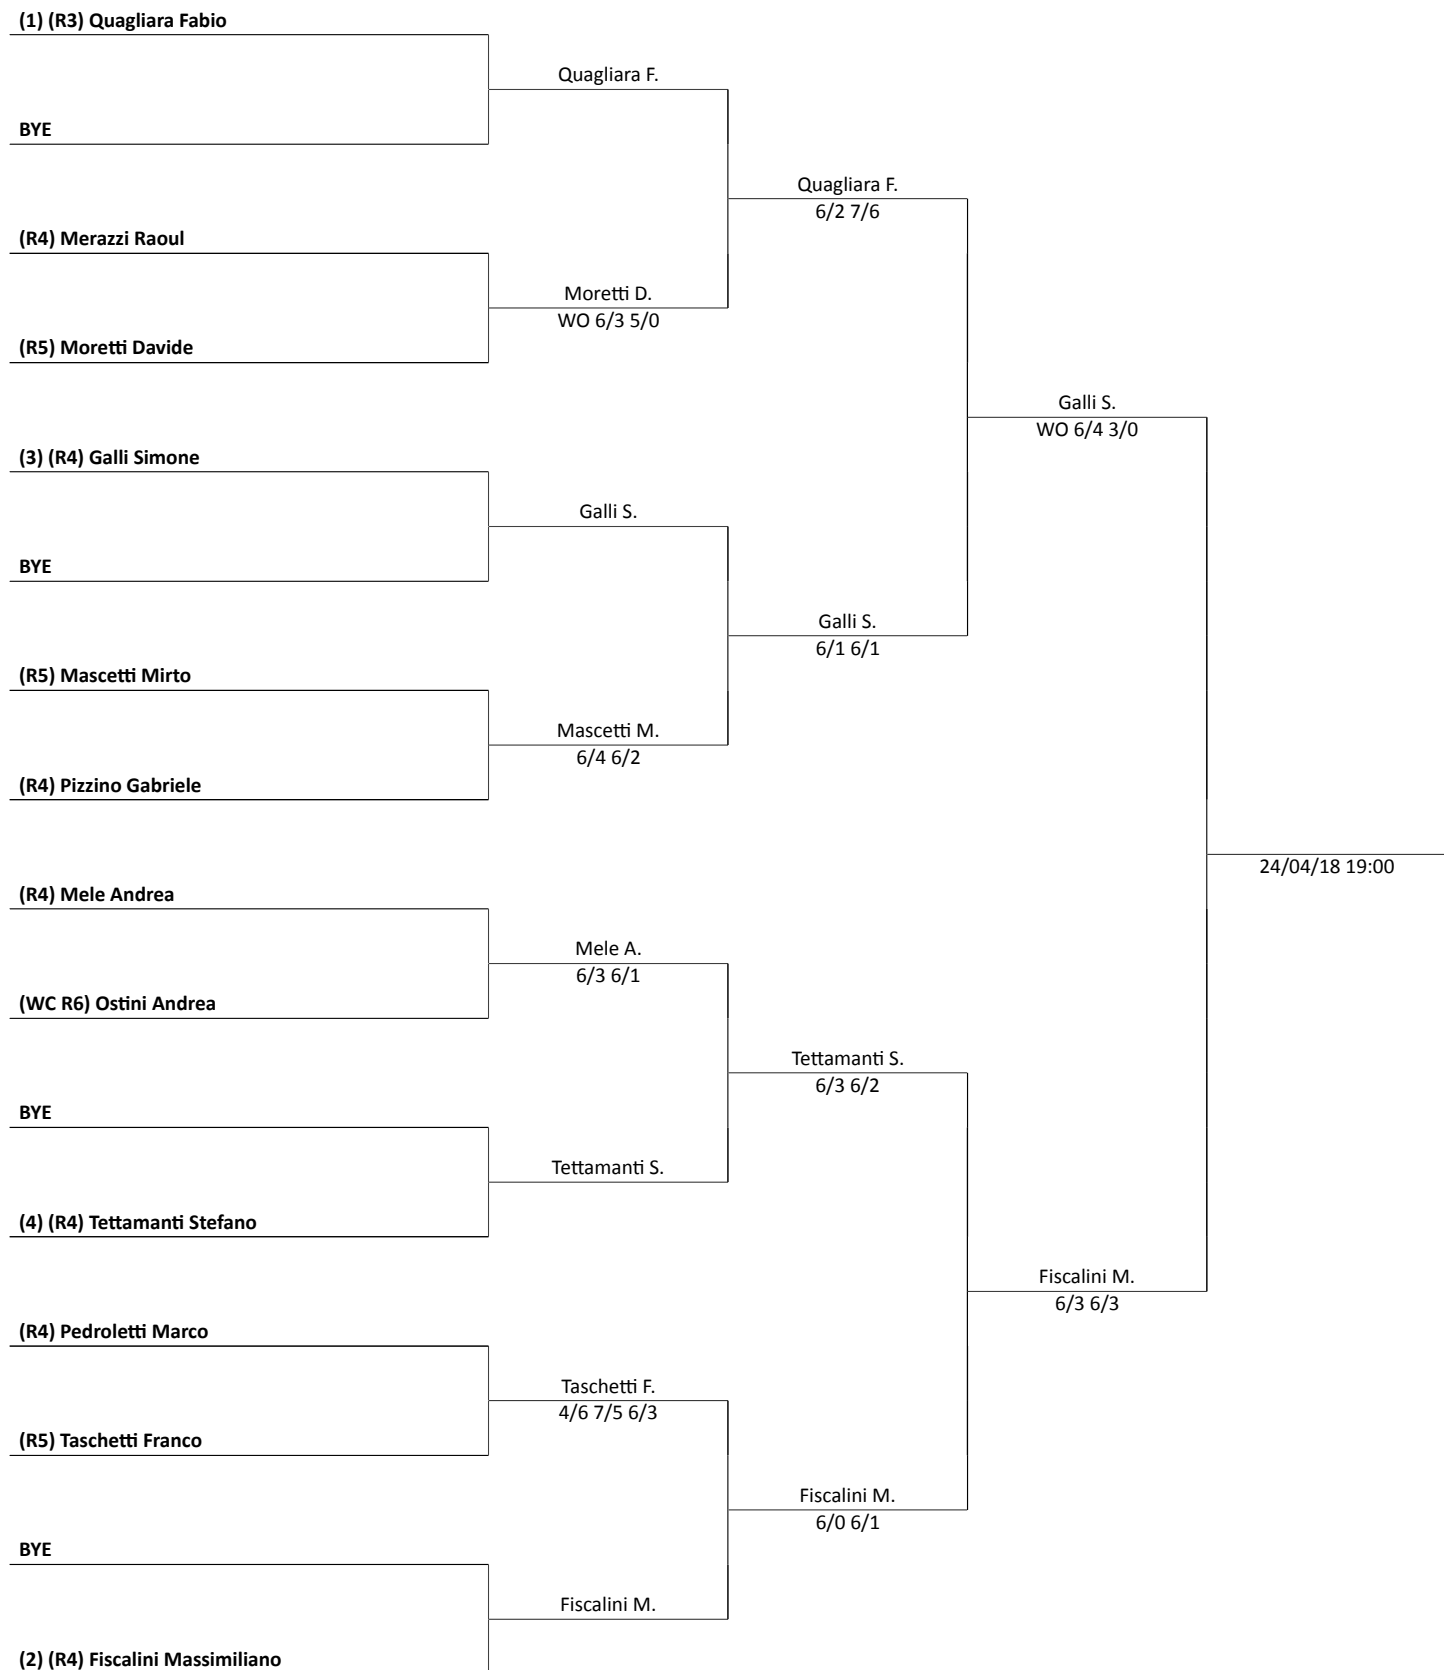 (1) (R3) Quagliara Fabio
Quagliara F.
BYE
Quagliara F.
6/2 7/6
(R4) Merazzi Raoul
Moretti D.
WO 6/3 5/0
(R5) Moretti Davide
Galli S.
WO 6/4 3/0
(3) (R4) Galli Simone
Galli S.
BYE
Galli S.
6/1 6/1
(R5) Mascetti Mirto
Mascetti M.
6/4 6/2
(R4) Pizzino Gabriele
24/04/18 19:00
(R4) Mele Andrea
Mele A.
6/3 6/1
(WC R6) Ostini Andrea
Tettamanti S.
6/3 6/2
BYE
Tettamanti S.
(4) (R4) Tettamanti Stefano
Fiscalini M.
6/3 6/3
(R4) Pedroletti Marco
Taschetti F.
4/6 7/5 6/3
(R5) Taschetti Franco
Fiscalini M.
6/0 6/1
BYE
Fiscalini M.
(2) (R4) Fiscalini Massimiliano